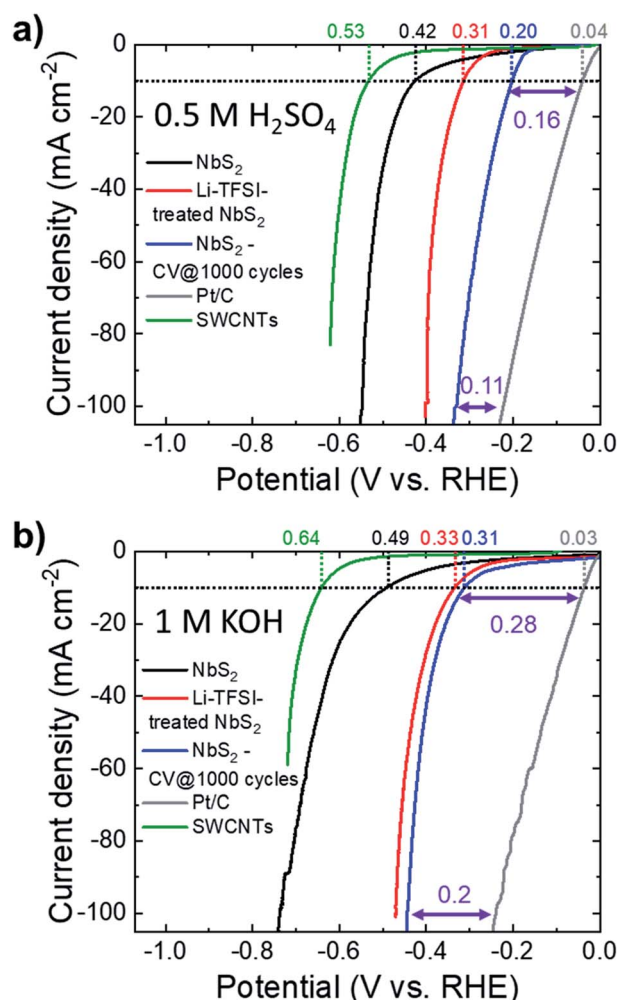 a)
0.53 0.42 0.31 0.20 0.04
0
-20
-40
-60
-80
-100
Current density (mA cm⁻²)
0.16
0.5 M H₂SO₄
NbS₂
Li-TFSI-
treated NbS₂
NbS₂ -
CV@1000 cycles
Pt/C
SWCNTs
0.11
-1.0 -0.8 -0.6 -0.4 -0.2 0.0
Potential (V vs. RHE)
b)
0.64 0.49 0.33 0.31 0.03
0
-20
-40
-60
-80
-100
Current density (mA cm⁻²)
0.28
1 M KOH
NbS₂
Li-TFSI-
treated NbS₂
NbS₂ -
CV@1000 cycles
Pt/C
SWCNTs
0.2
-1.0 -0.8 -0.6 -0.4 -0.2 0.0
Potential (V vs. RHE)